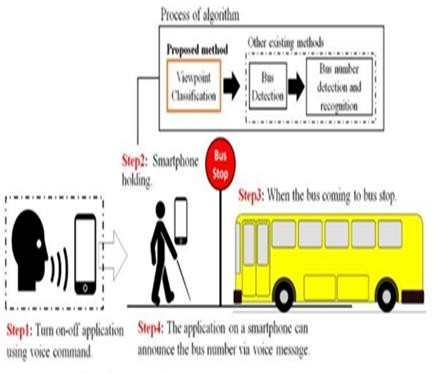 Process of algorithm
Proposed method
Other existing methods
Viewpoint
Classification
Bus
Detection
Bus number
detection and
recognition
Step2: Smartphone
holding.
Bus
Stop
Step3: When the bus coming to bus stop.
Step1: Turn on-off application
using voice command.
Step4: The application on a smartphone can
announce the bus number via voice message.